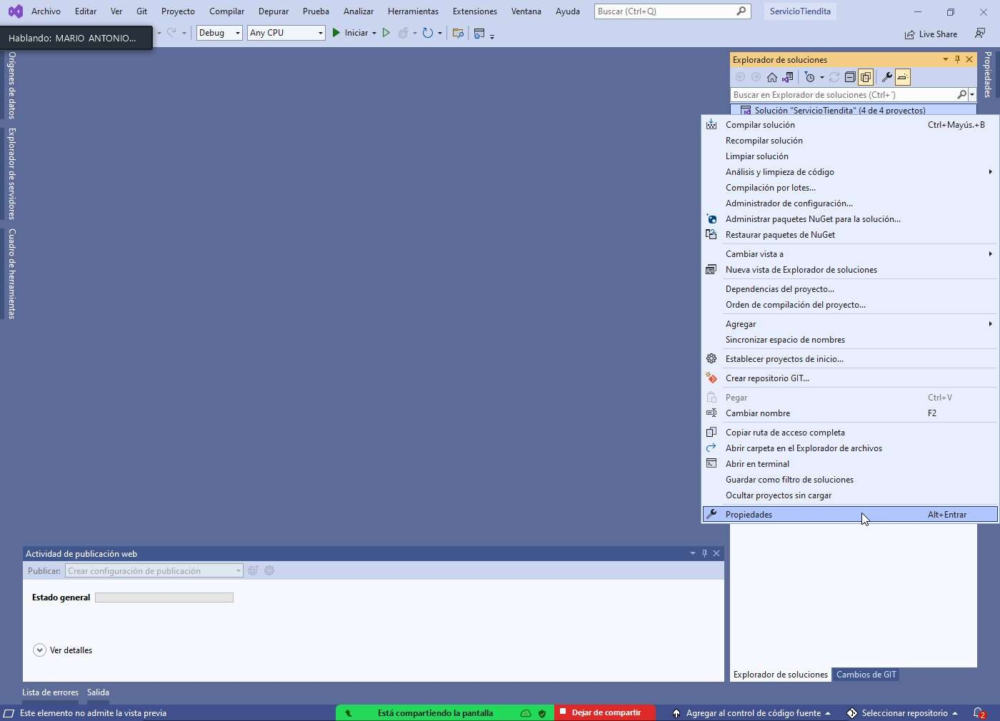 Archivo Editar Ver Git Proyecto Compilar Depurar Prueba Analizar Herramientas Extensiones Ventana Ayuda Buscar (Ctrl+Q) ServicioTiendita
Hablando: MARIO ANTONIO...
Debug Any CPU Iniciar Live Share
Orígenes de datos
Explorador de servidores
Cuadro de herramientas
Explorador de soluciones
Propiedades
Buscar en Explorador de soluciones (Ctrl+´)
Solución "ServicioTiendita" (4 de 4 proyectos)
Compilar solución Ctrl+Mayús.+B
Recompilar solución
Limpiar solución
Análisis y limpieza de código
Compilación por lotes...
Administrador de configuración...
Administrar paquetes NuGet para la solución...
Restaurar paquetes de NuGet
Cambiar vista a
Nueva vista de Explorador de soluciones
Dependencias del proyecto...
Orden de compilación del proyecto...
Agregar
Sincronizar espacio de nombres
Establecer proyectos de inicio...
Crear repositorio GIT...
Pegar Ctrl+V
Cambiar nombre F2
Copiar ruta de acceso completa
Abrir carpeta en el Explorador de archivos
Abrir en terminal
Guardar como filtro de soluciones
Ocultar proyectos sin cargar
Propiedades Alt+Entrar
Actividad de publicación web
Publicar: Crear configuración de publicación
Estado general
Ver detalles
Explorador de soluciones Cambios de GIT
Lista de errores Salida
Este elemento no admite la vista previa Está compartiendo la pantalla Dejar de compartir Agregar al control de código fuente Seleccionar repositorio 2